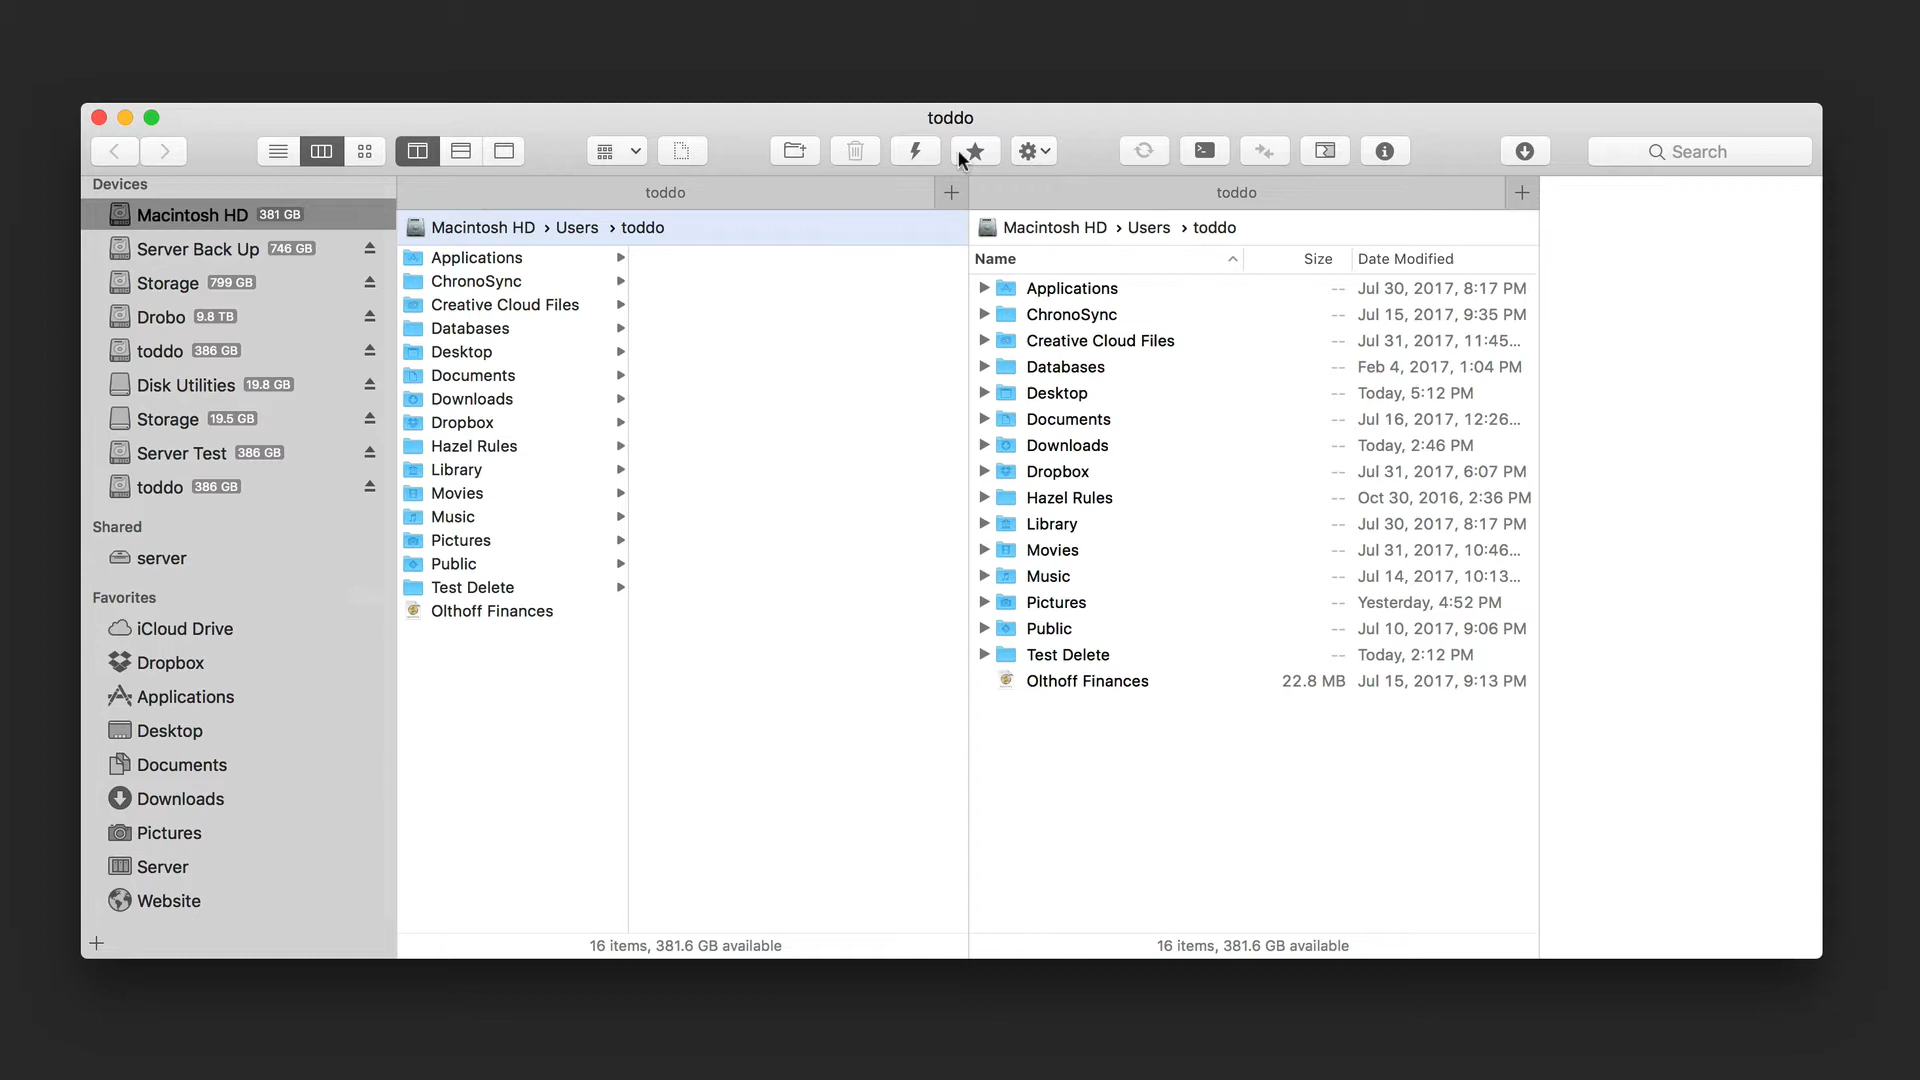 toddo
Search
Devices
Macintosh HD 381 GB
Server Back Up 746 GB
Storage 799 GB
Drobo 9.8 TB
toddo 386 GB
Disk Utilities 19.8 GB
Storage 19.5 GB
Server Test 386 GB
toddo 386 GB
Shared
server
Favorites
iCloud Drive
Dropbox
Applications
Desktop
Documents
Downloads
Pictures
Server
Website
toddo
Macintosh HD › Users › toddo
Applications
ChronoSync
Creative Cloud Files
Databases
Desktop
Documents
Downloads
Dropbox
Hazel Rules
Library
Movies
Music
Pictures
Public
Test Delete
Olthoff Finances
16 items, 381.6 GB available
toddo
Macintosh HD › Users › toddo
Name Size Date Modified
Applications -- Jul 30, 2017, 8:17 PM
ChronoSync -- Jul 15, 2017, 9:35 PM
Creative Cloud Files -- Jul 31, 2017, 11:45...
Databases -- Feb 4, 2017, 1:04 PM
Desktop -- Today, 5:12 PM
Documents -- Jul 16, 2017, 12:26...
Downloads -- Today, 2:46 PM
Dropbox -- Jul 31, 2017, 6:07 PM
Hazel Rules -- Oct 30, 2016, 2:36 PM
Library -- Jul 30, 2017, 8:17 PM
Movies -- Jul 31, 2017, 10:46...
Music -- Jul 14, 2017, 10:13...
Pictures -- Yesterday, 4:52 PM
Public -- Jul 10, 2017, 9:06 PM
Test Delete -- Today, 2:12 PM
Olthoff Finances 22.8 MB Jul 15, 2017, 9:13 PM
16 items, 381.6 GB available